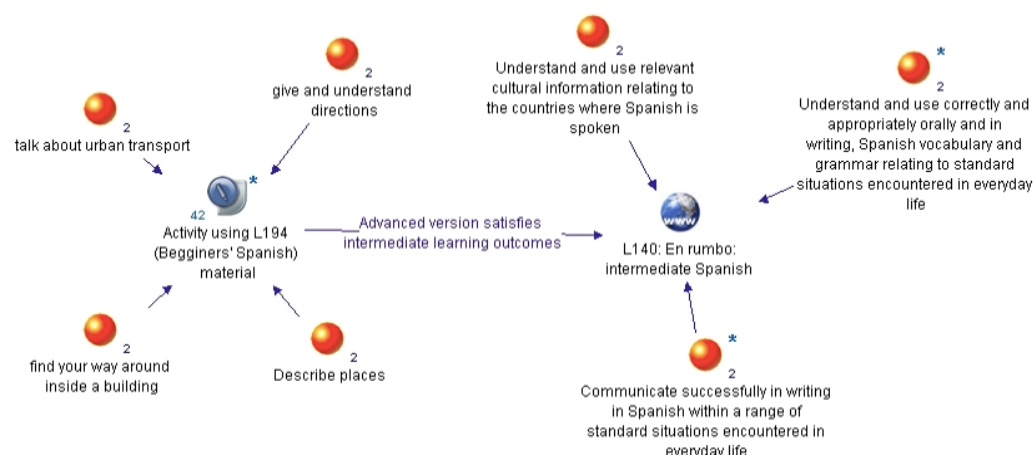 2
talk about urban transport
2
give and understand
directions
2
Understand and use relevant
cultural information relating to
the countries where Spanish is
spoken
*
2
Understand and use correctly and
appropriately orally and in
writing, Spanish vocabulary and
grammar relating to standard
situations encountered in everyday
life
*
42
Activity using L194
(Begginers' Spanish)
material
Advanced version satisfies
intermediate learning outcomes
www
L140: En rumbo:
intermediate Spanish
2
find your way around
inside a building
2
Describe places
*
2
Communicate successfully in writing
in Spanish within a range of
standard situations encountered in
everyday life